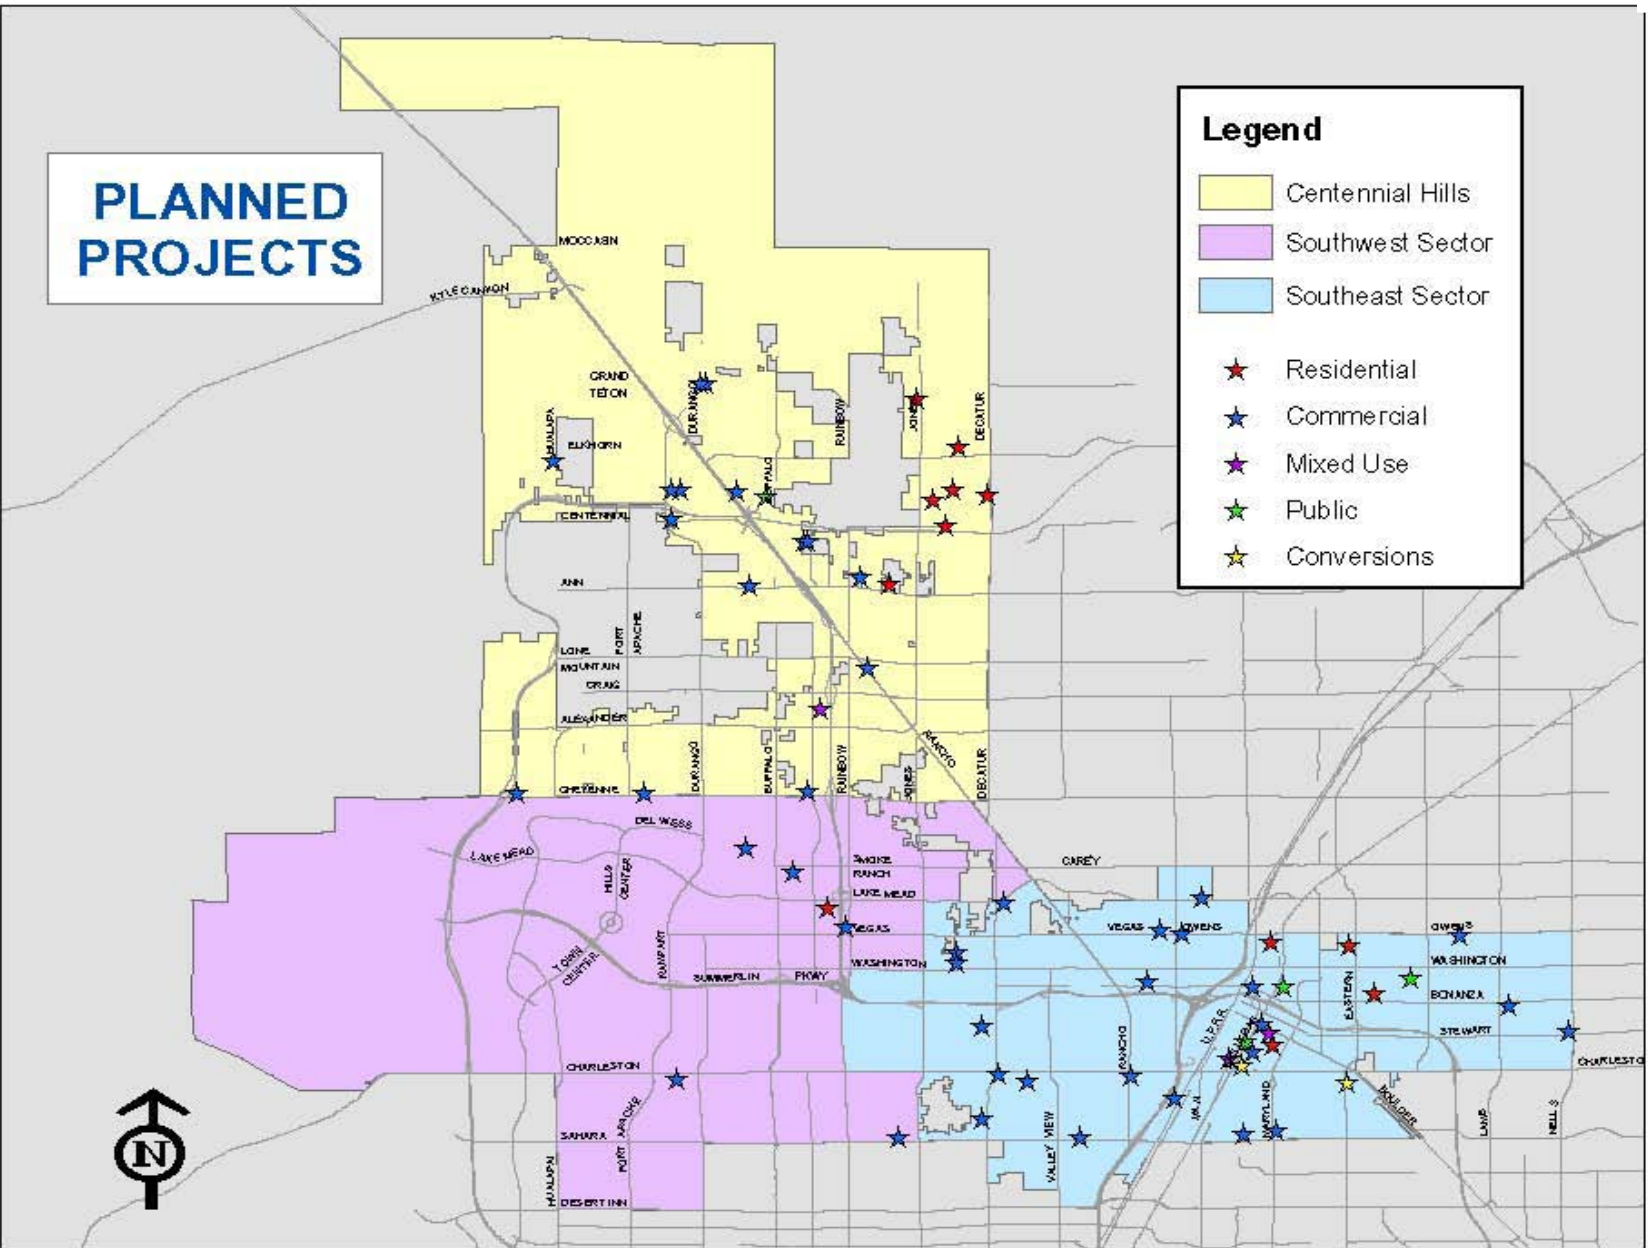 PLANNED
PROJECTS
Legend
Centennial Hills
Southwest Sector
Southeast Sector
Residential
Commercial
Mixed Use
Public
Conversions
MOCCASIN
KYLE CANYON
GRAND
TETON
DURANGO
HUALAPAI
ELKHORN
BUFFALO
RAINBOW
JONES
DECATUR
CENTENNIAL
ANN
FORT
APACHE
LONE
MOUNTAIN
CRAIG
ALEXANDER
RANCHO
DURANGO
BUFFALO
RAINBOW
JONES
DECATUR
CHEYENNE
DEL WEBB
LAKE MEAD
HILLS
CENTER
SMOKE
RANCH
LAKE MEAD
CAREY
VEGAS
VEGAS
OWENS
OWENS
WASHINGTON
WASHINGTON
TOWN
CENTER
RAMPART
SUMMERLIN
PKWY
EASTERN
BONANZA
STEWART
U.P.R.R.
RANCHO
CHARLESTON
CHARLESTO
FORT APACHE
SAHARA
VALLEY VIEW
MARYLAND
BOULDER
LAMB
HUALAPAI
DESERT INN
N